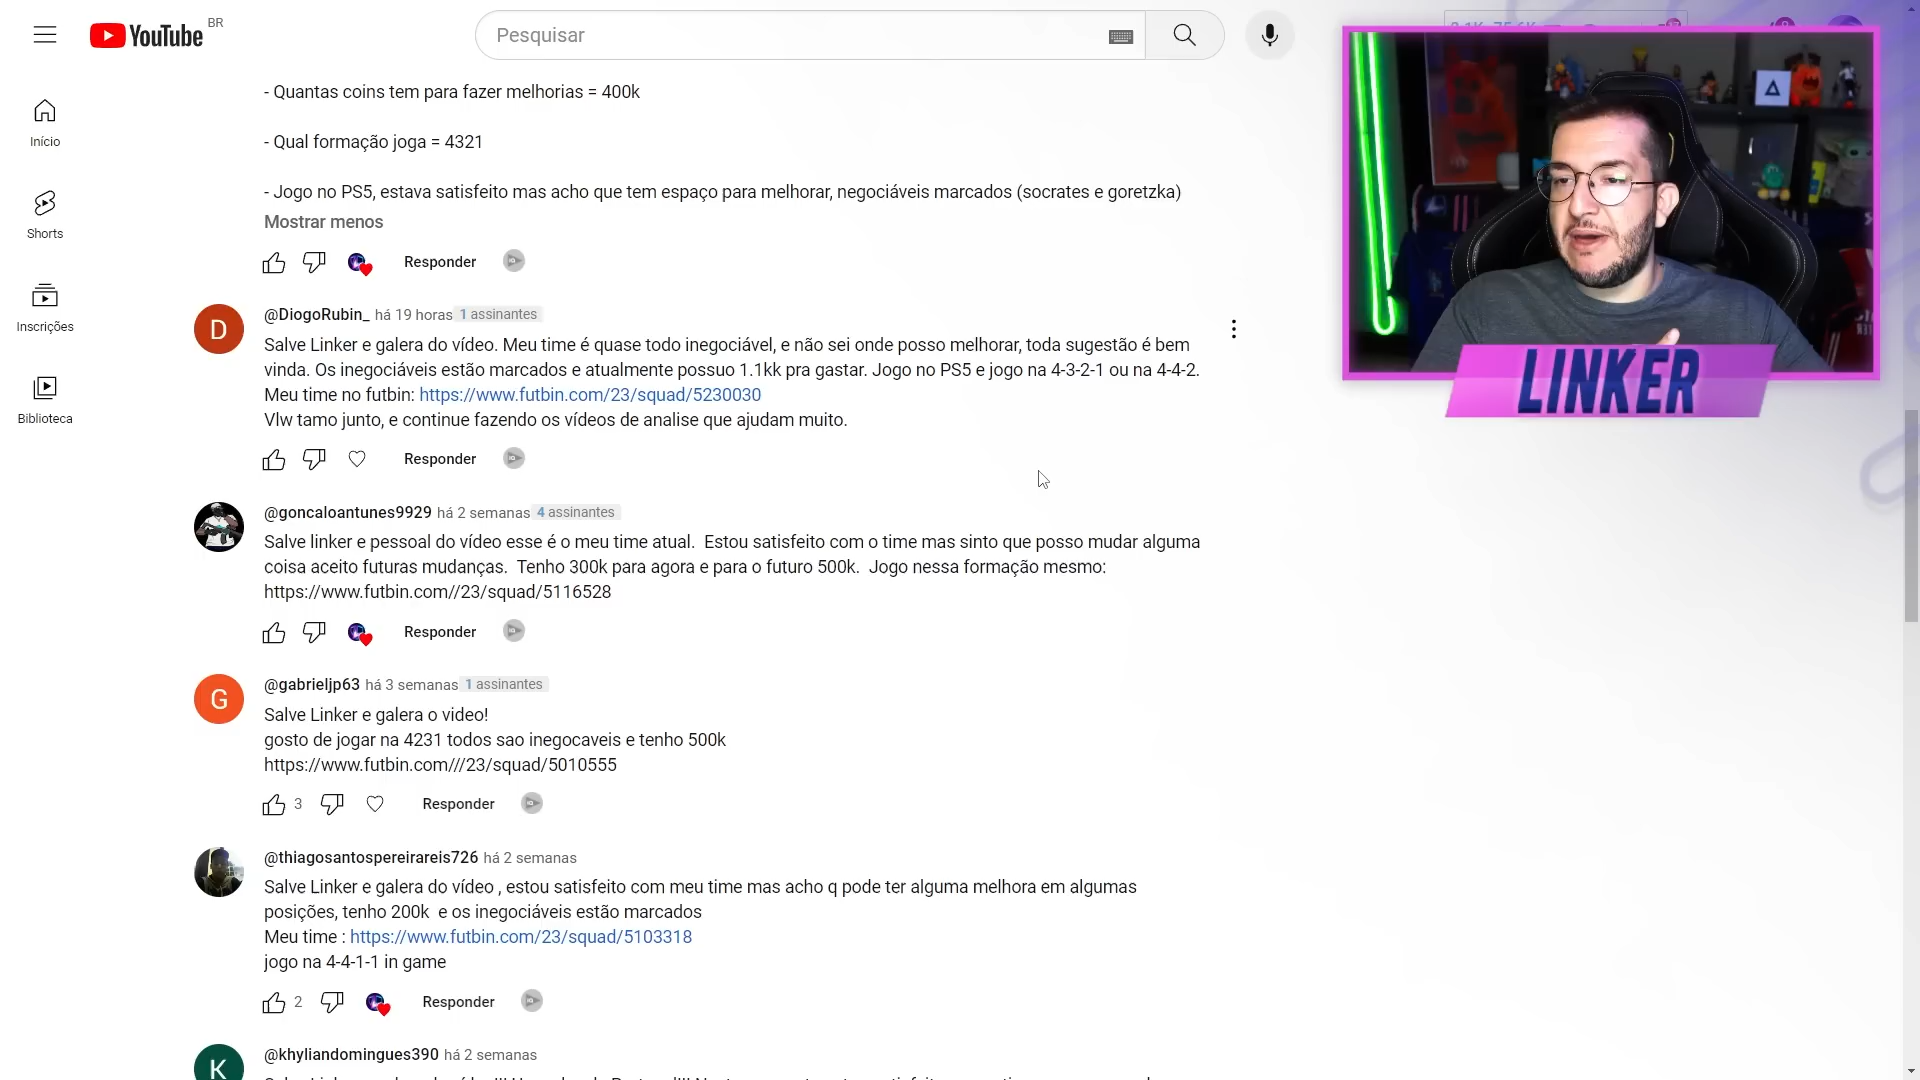 YouTube BR
Pesquisar
Início
Shorts
Inscrições
Biblioteca
- Quantas coins tem para fazer melhorias = 400k
- Qual formação joga = 4321
- Jogo no PS5, estava satisfeito mas acho que tem espaço para melhorar, negociáveis marcados (socrates e goretzka)
Mostrar menos
Responder
D
@DiogoRubin_ há 19 horas 1 assinantes
Salve Linker e galera do vídeo. Meu time é quase todo inegociável, e não sei onde posso melhorar, toda sugestão é bem
vinda. Os inegociáveis estão marcados e atualmente possuo 1.1kk pra gastar. Jogo no PS5 e jogo na 4-3-2-1 ou na 4-4-2.
Meu time no futbin: https://www.futbin.com/23/squad/5230030
Vlw tamo junto, e continue fazendo os vídeos de analise que ajudam muito.
Responder
@goncaloantunes9929 há 2 semanas 4 assinantes
Salve linker e pessoal do vídeo esse é o meu time atual.  Estou satisfeito com o time mas sinto que posso mudar alguma
coisa aceito futuras mudanças.  Tenho 300k para agora e para o futuro 500k.  Jogo nessa formação mesmo:
https://www.futbin.com//23/squad/5116528
Responder
G
@gabrieljp63 há 3 semanas 1 assinantes
Salve Linker e galera o video!
gosto de jogar na 4231 todos sao inegocaveis e tenho 500k
https://www.futbin.com///23/squad/5010555
3 Responder
@thiagosantospereirareis726 há 2 semanas
Salve Linker e galera do vídeo , estou satisfeito com meu time mas acho q pode ter alguma melhora em algumas
posições, tenho 200k  e os inegociáveis estão marcados
Meu time : https://www.futbin.com/23/squad/5103318
jogo na 4-4-1-1 in game
2 Responder
K
@khyliandomingues390 há 2 semanas
LINKER